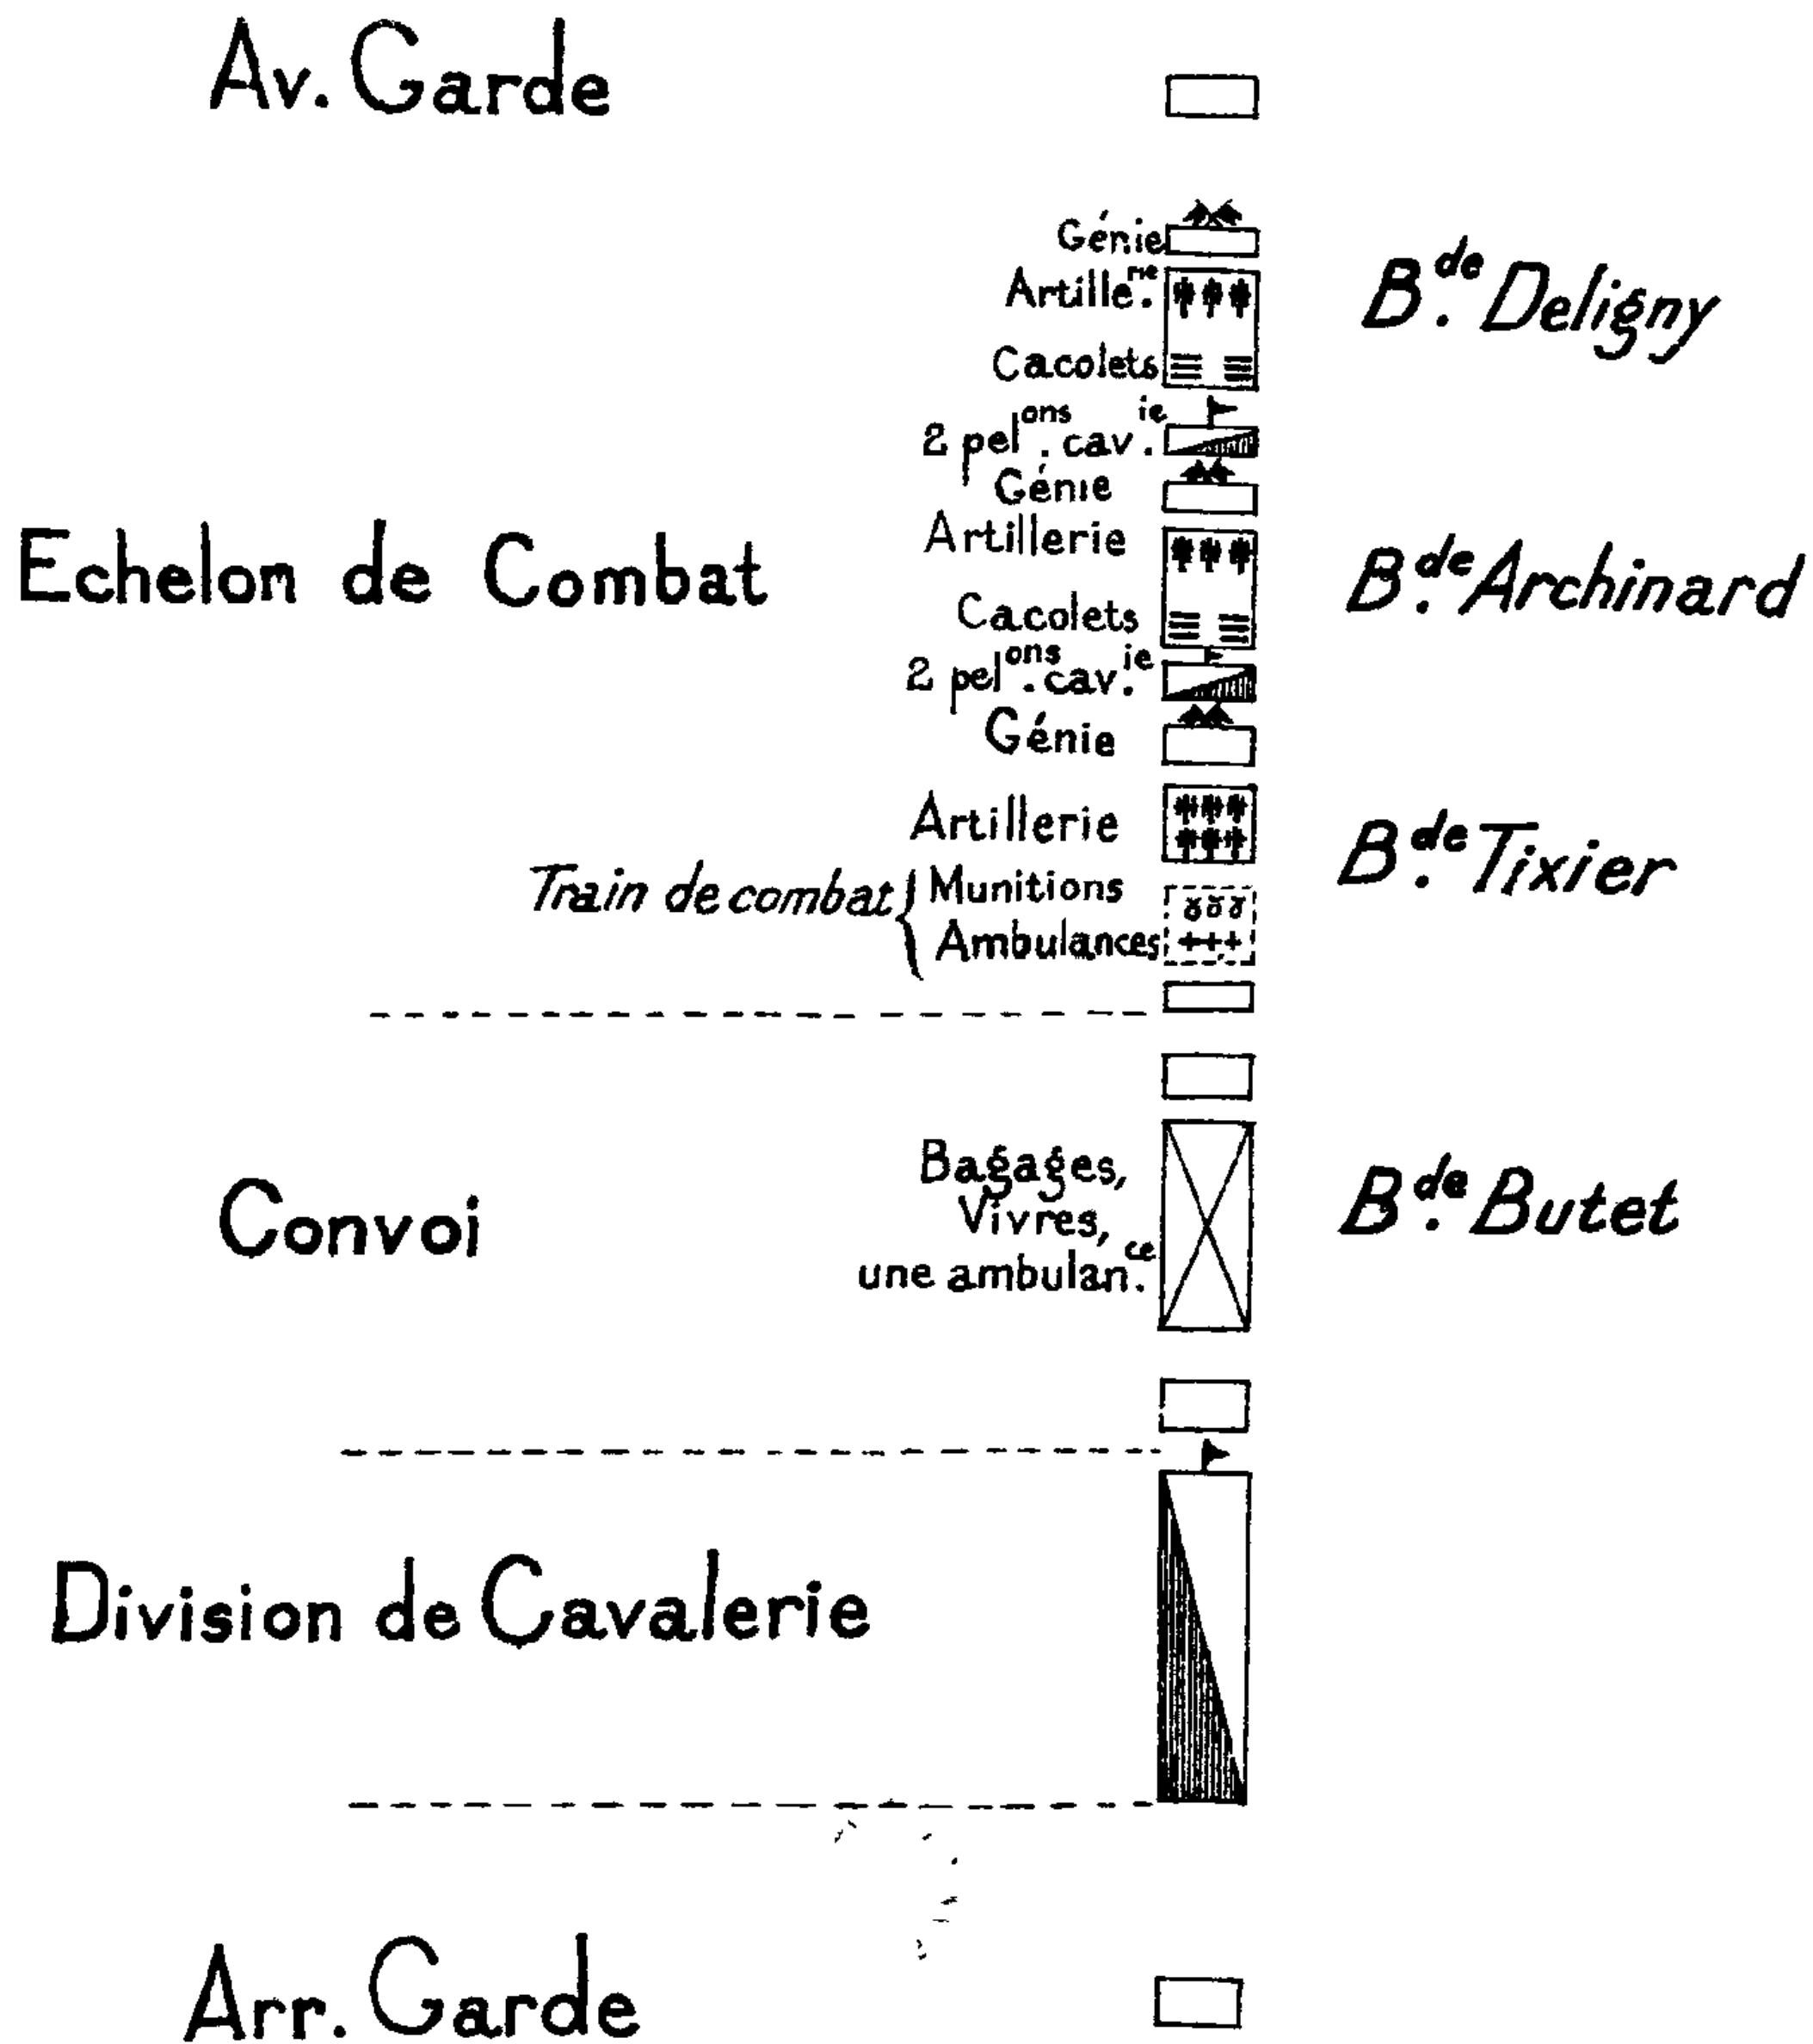 Av. Garde
Génie
Artille.rie
Cacolets
B.de Deligny
2 pel.ons cav.ie
Génie
Artillerie
Echelon de Combat
B.de Archinard
Cacolets
2 pel.ons cav.ie
Génie
Artillerie
B.de Tixier
Train de combat
Munitions
Ambulances
Bagages,
Vivres,
une ambulan.ce
Convoi
B.de Butet
Division de Cavalerie
Arr. Garde